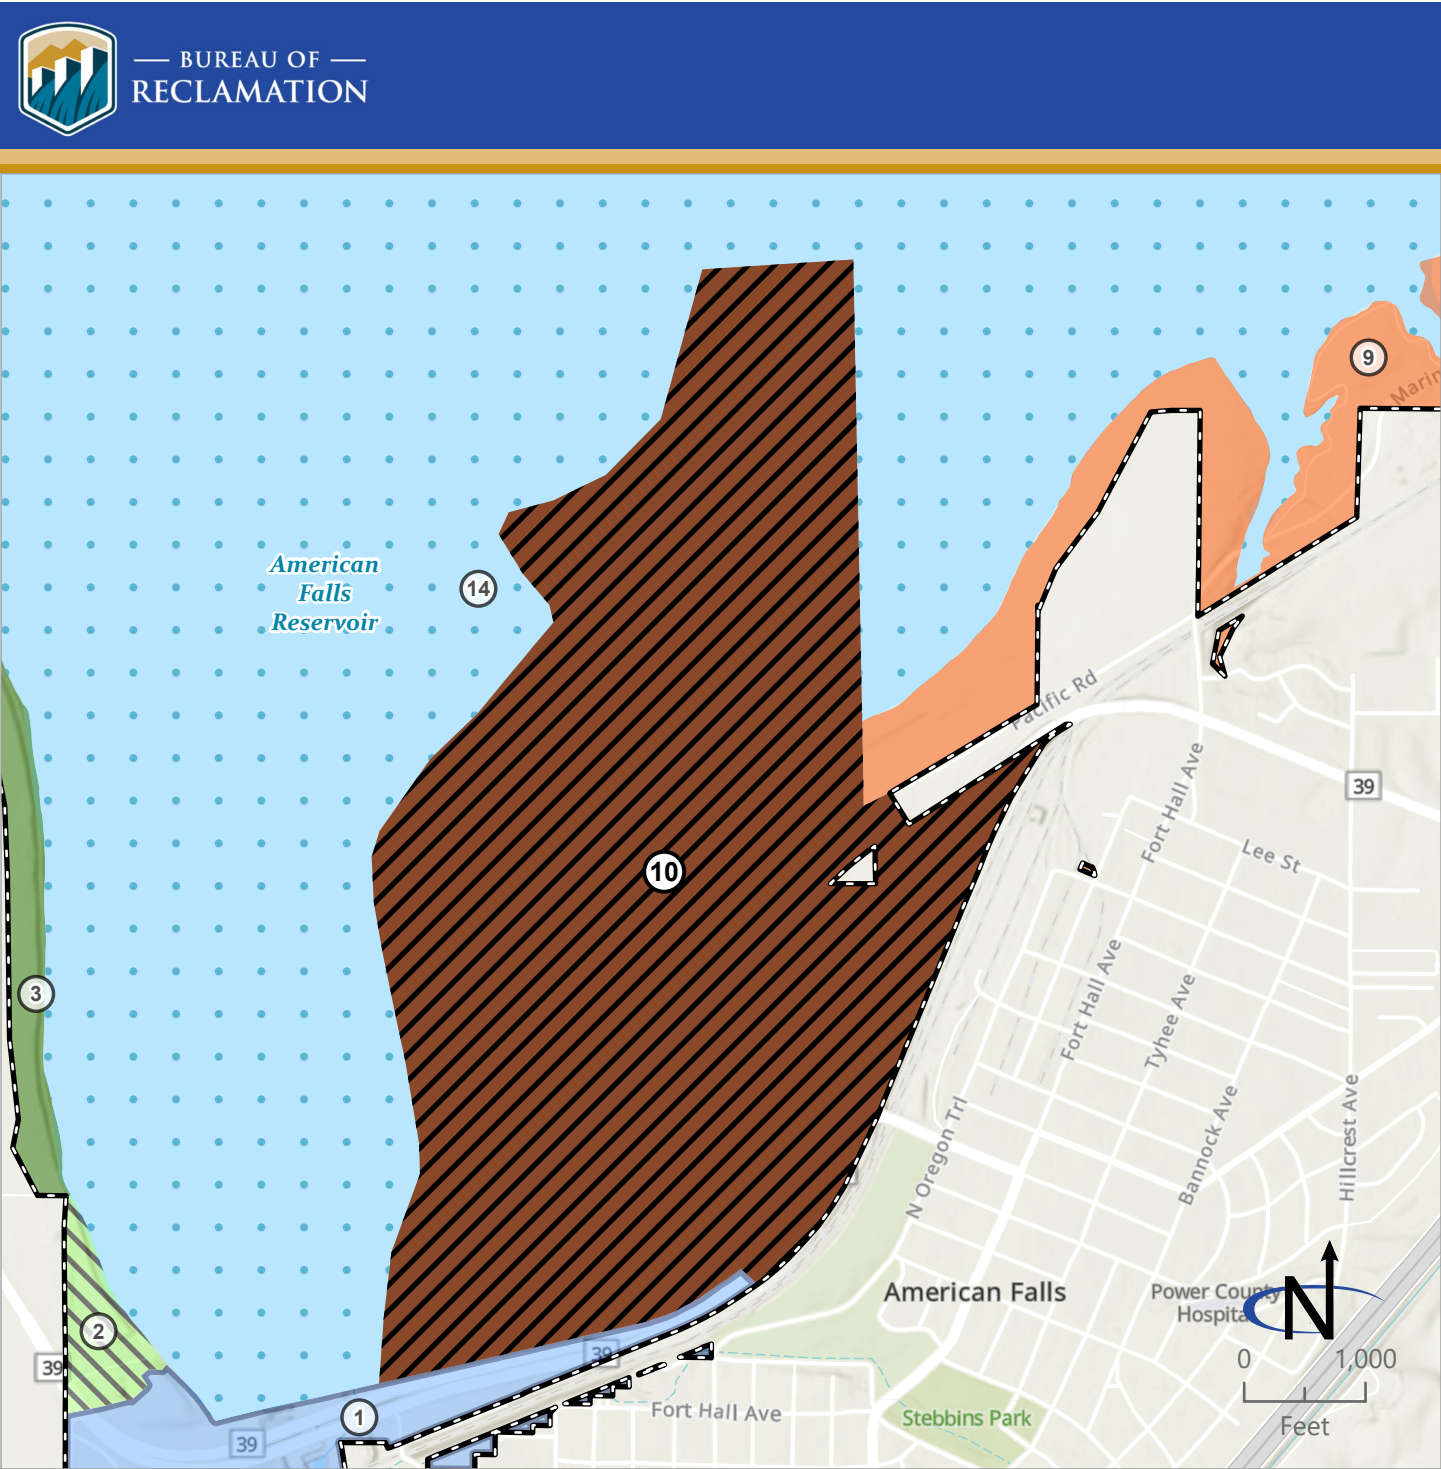 BUREAU OF
RECLAMATION
9
Marin
American
Falls
Reservoir
14
Pacific Rd
39
Fort Hall Ave
Lee St
10
3
Fort Hall Ave
Tyhee Ave
N Oregon Trl
Bannock Ave
Hillcrest Ave
American Falls
Power County
Hospita
N
2
39
39
0 1,000
Feet
1
Fort Hall Ave
Stebbins Park
39